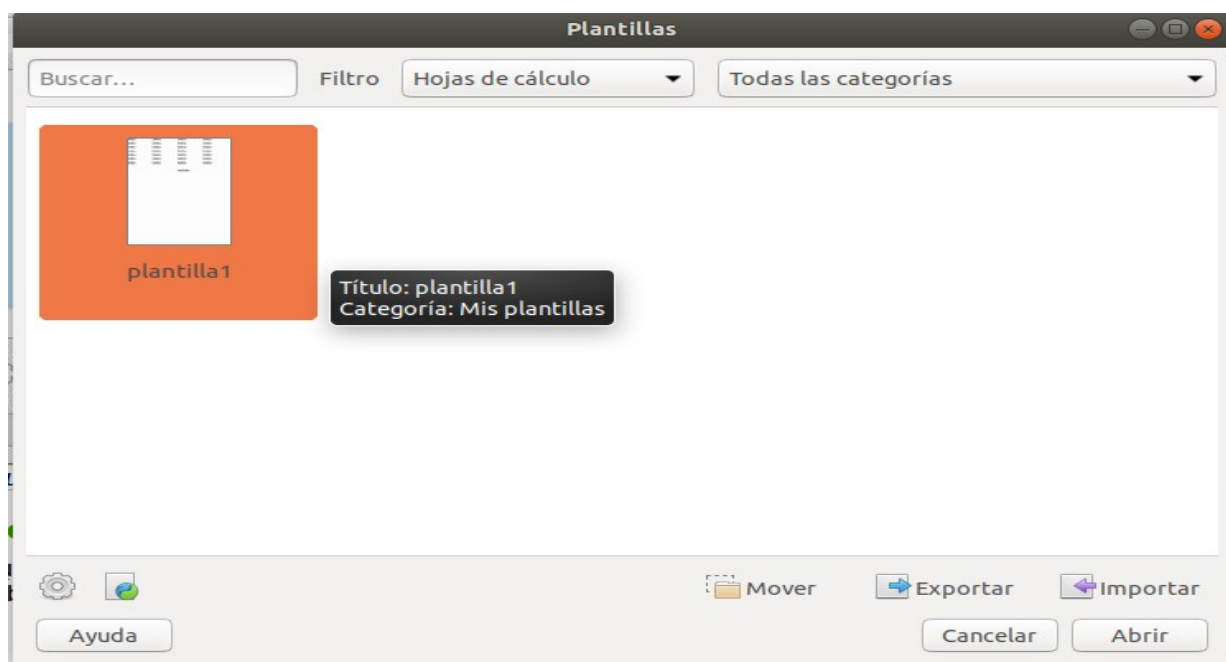 Plantillas
Buscar...
Filtro
Hojas de cálculo
Todas las categorías
plantilla1
Título: plantilla1
Categoría: Mis plantillas
Mover
Exportar
Importar
Ayuda
Cancelar
Abrir